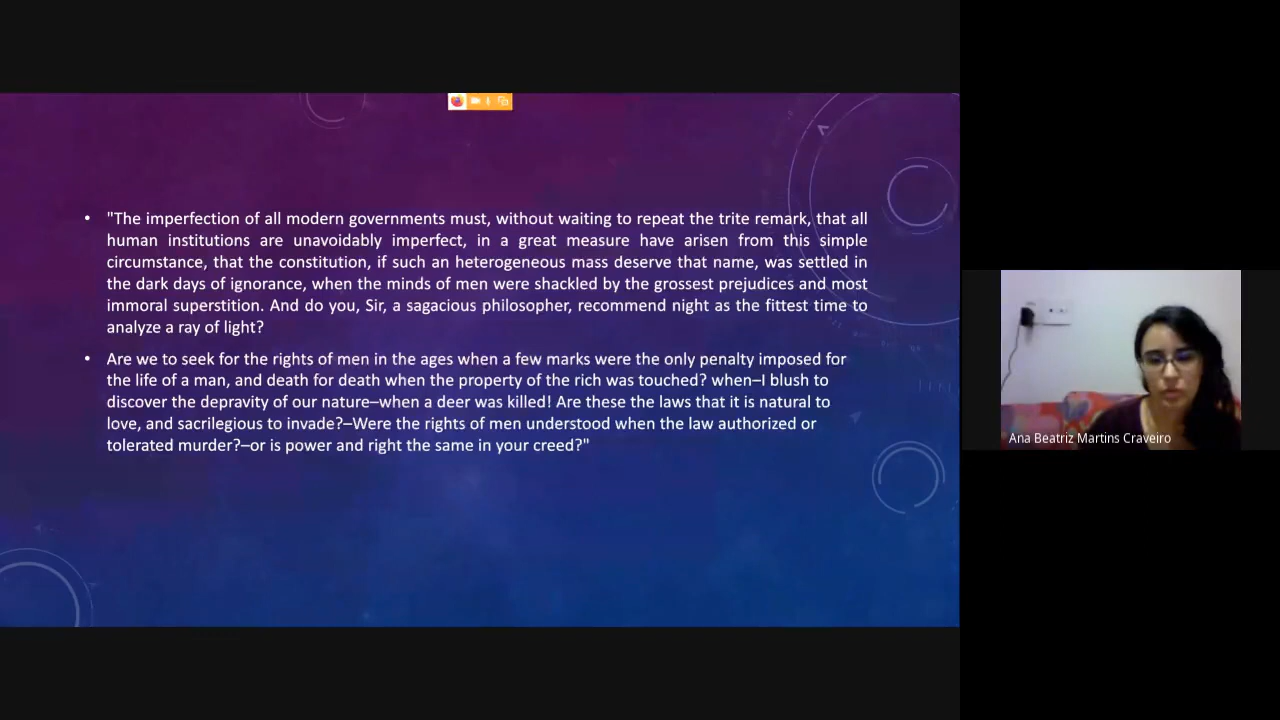 • "The imperfection of all modern governments must, without waiting to repeat the trite remark, that all
human institutions are unavoidably imperfect, in a great measure have arisen from this simple
circumstance, that the constitution, if such an heterogeneous mass deserve that name, was settled in
the dark days of ignorance, when the minds of men were shackled by the grossest prejudices and most
immoral superstition. And do you, Sir, a sagacious philosopher, recommend night as the fittest time to
analyze a ray of light?
• Are we to seek for the rights of men in the ages when a few marks were the only penalty imposed for
the life of a man, and death for death when the property of the rich was touched? when–I blush to
discover the depravity of our nature–when a deer was killed! Are these the laws that it is natural to
love, and sacrilegious to invade?–Were the rights of men understood when the law authorized or
tolerated murder?–or is power and right the same in your creed?"
Ana Beatriz Martins Craveiro